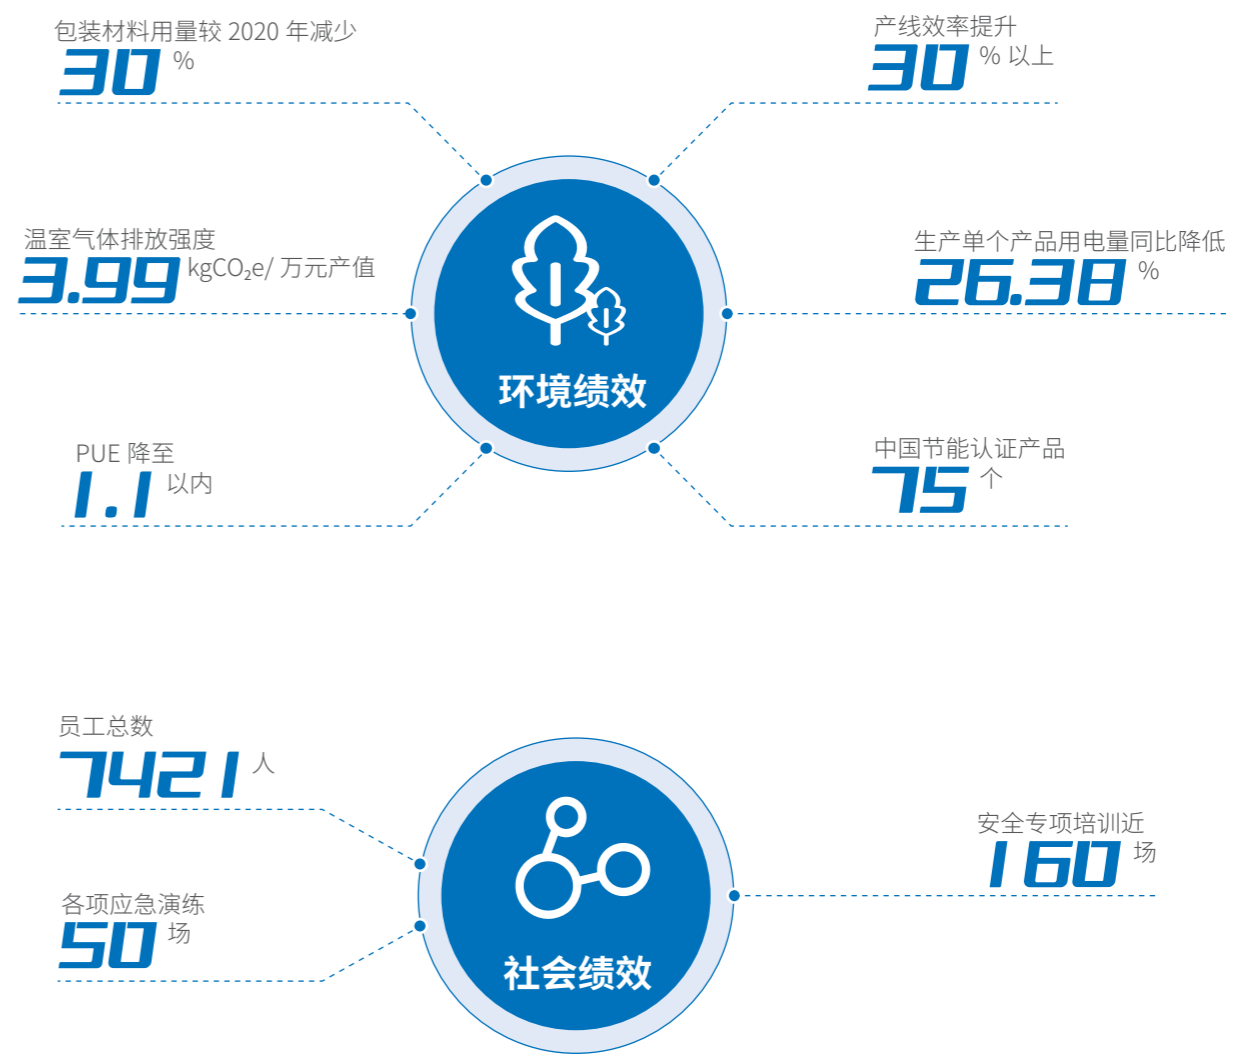 包装材料用量较 2020 年减少
30 %
产线效率提升
30 % 以上
温室气体排放强度
3.99 kgCO₂e/ 万元产值
生产单个产品用电量同比降低
26.38 %
环境绩效
PUE 降至
1.1 以内
中国节能认证产品
75 个
员工总数
7421 人
各项应急演练
50 场
安全专项培训近
160 场
社会绩效